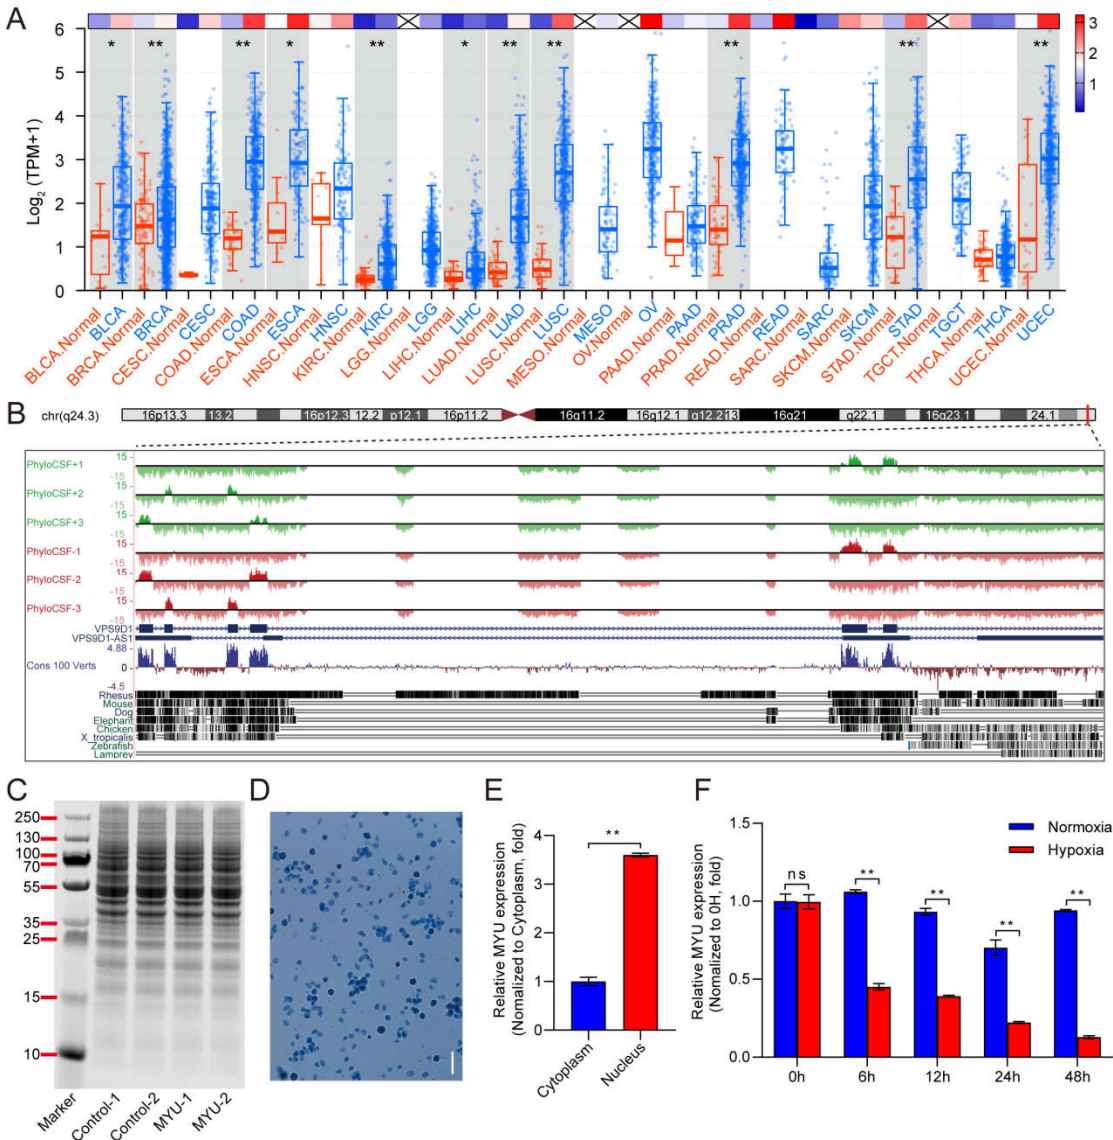 A
6
5
4
3
2
1
0
Log2 (TPM+1)
* ** ** * ** * ** ** ** ** **
3
2
1
BLCA.Normal
BLCA
BRCA.Normal
BRCA
CESC.Normal
CESC
COAD.Normal
COAD
ESCA.Normal
ESCA
HNSC.Normal
HNSC
KIRC.Normal
KIRC
LGG.Normal
LGG
LIHC.Normal
LIHC
LUAD.Normal
LUAD
LUSC.Normal
LUSC
MESO.Normal
MESO
OV.Normal
OV
PAAD.Normal
PAAD
PRAD.Normal
PRAD
READ.Normal
READ
SARC.Normal
SARC
SKCM.Normal
SKCM
STAD.Normal
STAD
TGCT.Normal
TGCT
THCA.Normal
THCA
UCEC.Normal
UCEC
B
chr(q24.3) 16p13.3 13.2 16p12.3 12.2 p12.1 16p11.2 16q11.2 16q12.1 q12.2 13 16q21 q22.1 16q23.1 24.1
15
PhyloCSF+1
-15
PhyloCSF+2
-15
PhyloCSF+3
-15
15
PhyloCSF-1
-15
15
PhyloCSF-2
-15
15
PhyloCSF-3
-15
VPS9D1
VPS9D1-AS1
4.88
Cons 100 Verts
0
-4.5
Rhesus
Mouse
Dog
Elephant
Chicken
X_tropicalis
Zebrafish
Lamprey
C
250
130
100
70
55
35
25
15
10
Marker
Control-1
Control-2
MYU-1
MYU-2
D
E
Relative MYU expression
(Nomalized to Cytoplasm, fold)
4
3
2
1
0
**
Cytoplasm
Nucleus
F
Relative MYU expression
(Nomalized to 0H, fold)
1.5
1.0
0.5
0.0
Normoxia
Hypoxia
ns ** ** ** **
0h 6h 12h 24h 48h